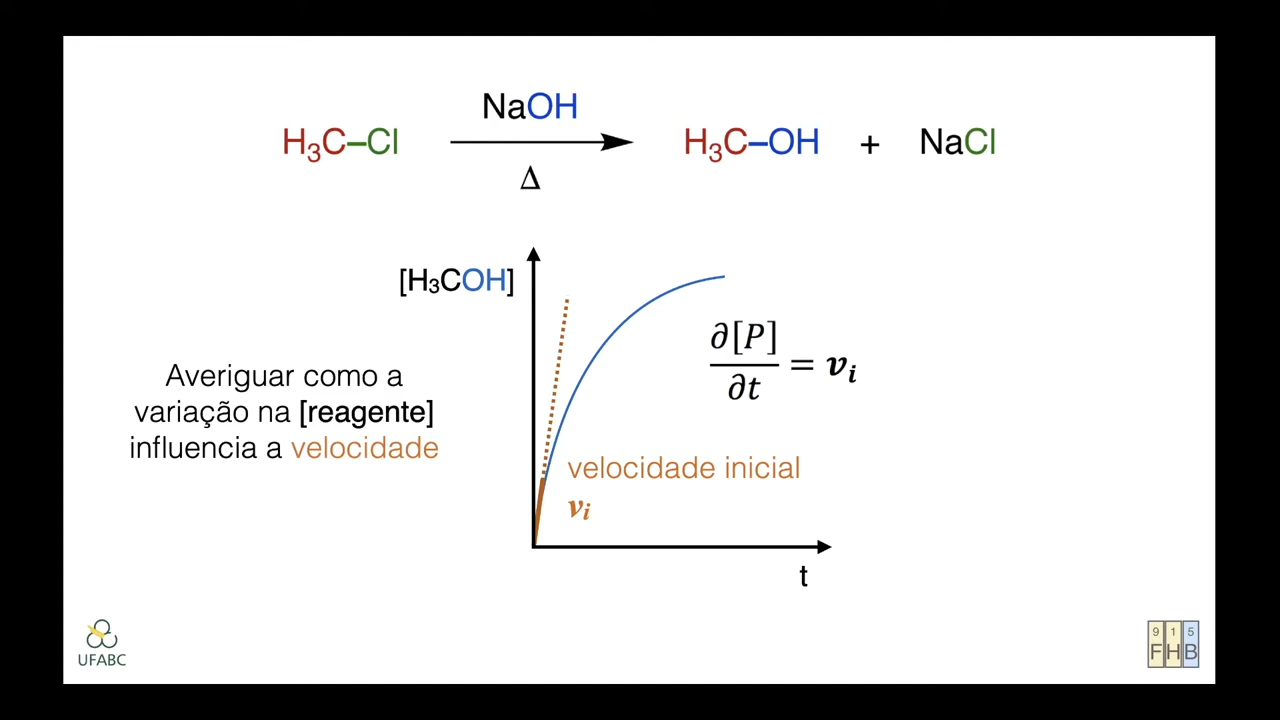 NaOH
H₃C–Cl
Δ
H₃C–OH + NaCl
[H₃COH]
∂[P]
∂t
= vᵢ
Averiguar como a
variação na [reagente]
influencia a velocidade
velocidade inicial
vᵢ
t
UFABC
9 1 5
F H B